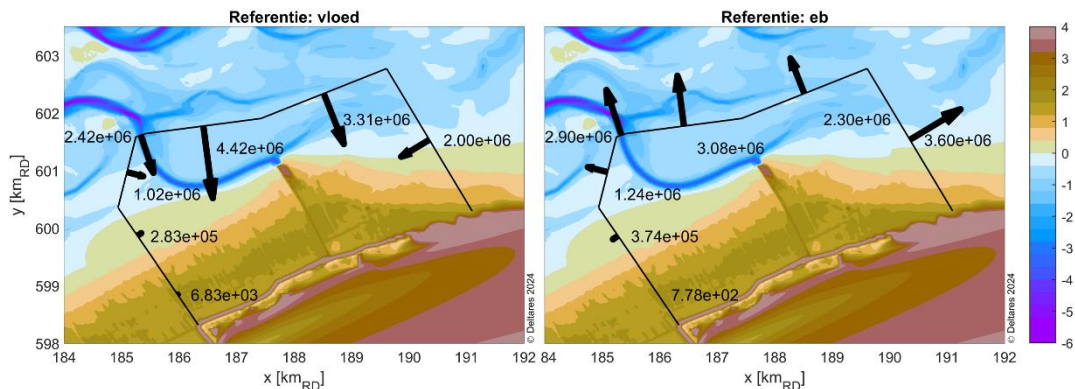 Referentie: vloed
603
602
601
600
599
598
y [km_RD]
2.42e+06
4.42e+06
3.31e+06
2.00e+06
1.02e+06
2.83e+05
6.83e+03
© Deltares 2024
184 185 186 187 188 189 190 191 192
x [km_RD]
Referentie: eb
2.90e+06
3.08e+06
2.30e+06
3.60e+06
1.24e+06
3.74e+05
7.78e+02
© Deltares 2024
184 185 186 187 188 189 190 191 192
x [km_RD]
4
3
2
1
0
-1
-2
-3
-4
-5
-6